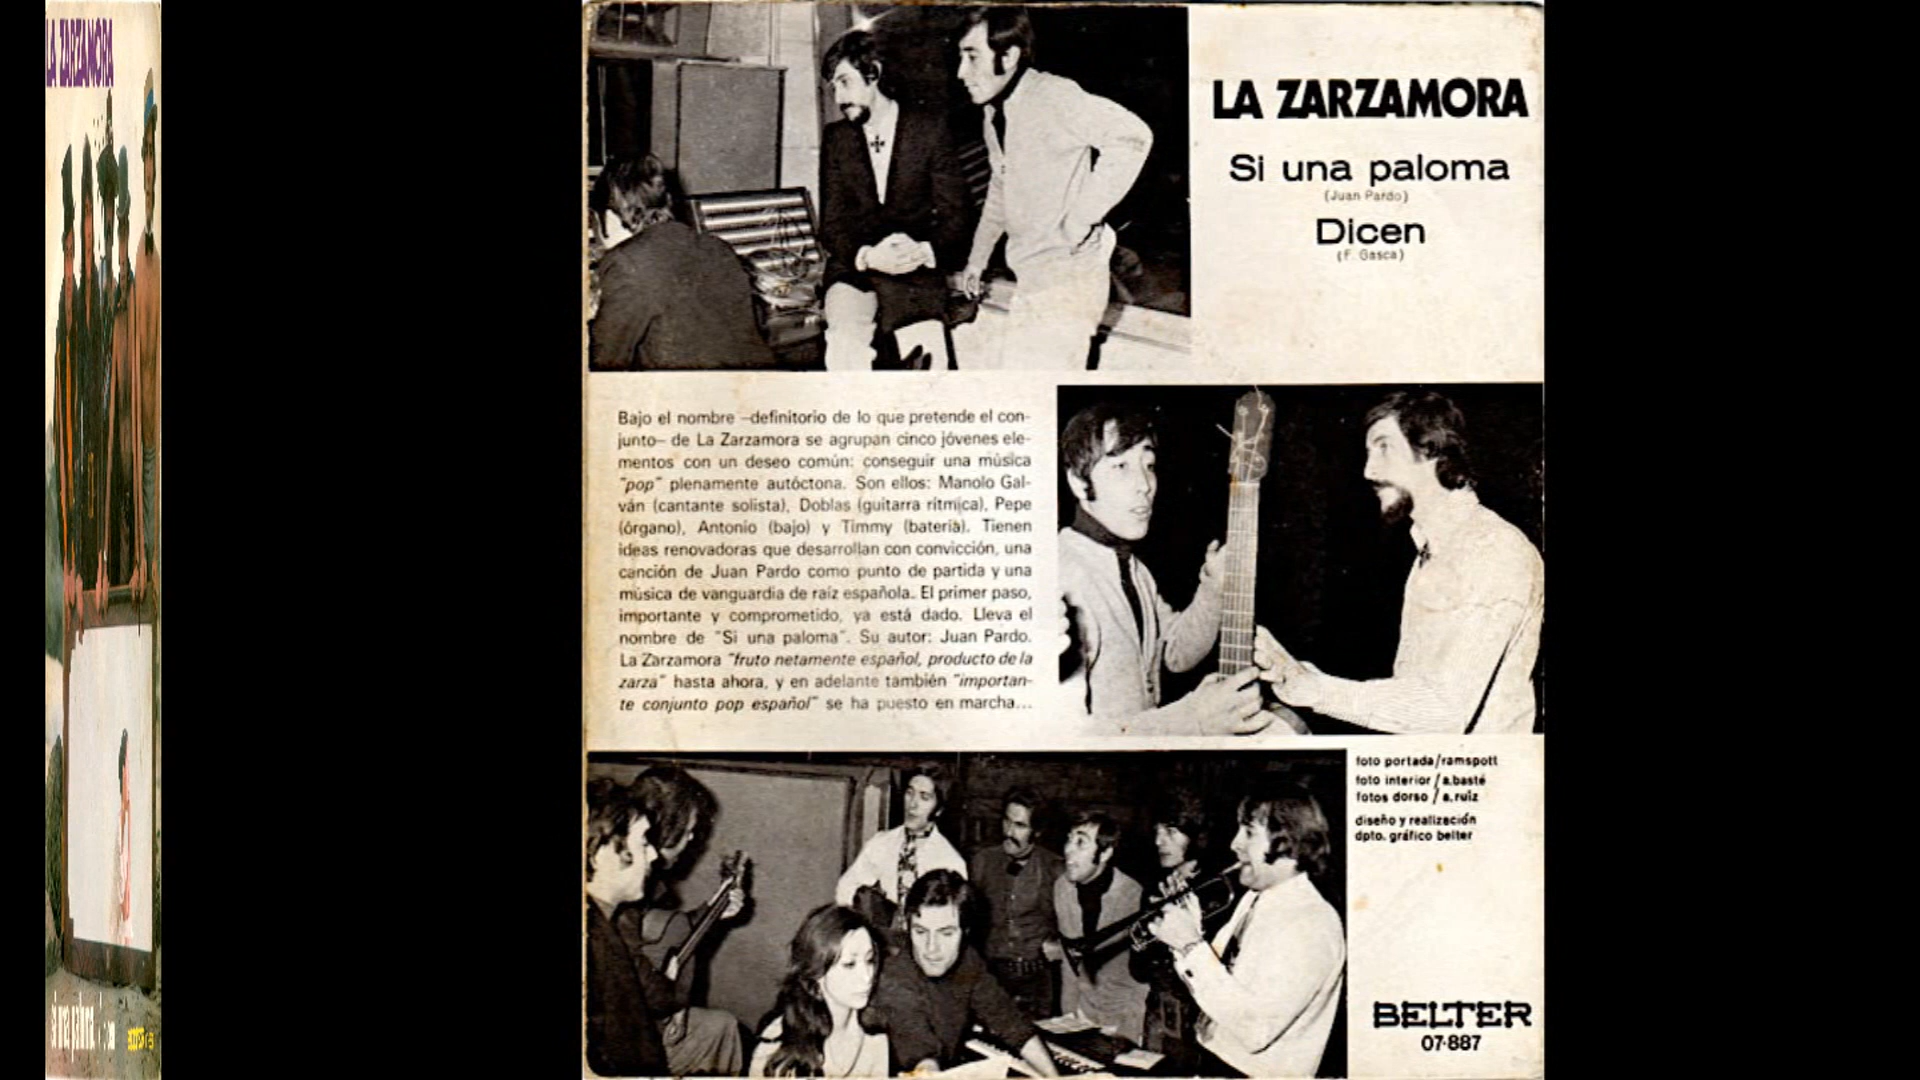 LA ZARZAMORA
LA ZARZAMORA
Si una paloma
(Juan Pardo)
Dicen
(F. Gasca)
Bajo el nombre –definitorio de lo que pretende el con-
junto– de La Zarzamora se agrupan cinco jóvenes ele-
mentos con un deseo común: conseguir una música
"pop" plenamente autóctona. Son ellos: Manolo Gal-
ván (cantante solista), Doblas (guitarra rítmica), Pepe
(órgano), Antonio (bajo) y Timmy (batería). Tienen
ideas renovadoras que desarrollan con convicción, una
canción de Juan Pardo como punto de partida y una
música de vanguardia de raíz española. El primer paso,
importante y comprometido, ya está dado. Lleva el
nombre de "Si una paloma". Su autor: Juan Pardo.
La Zarzamora "fruto netamente español, producto de la
zarza" hasta ahora, y en adelante también "importan-
te conjunto pop español" se ha puesto en marcha...
foto portada/ramspott
foto interior/a.basté
fotos dorso/a.ruiz
diseño y realización
dpto. gráfico belter
BELTER
07·887
si una paloma